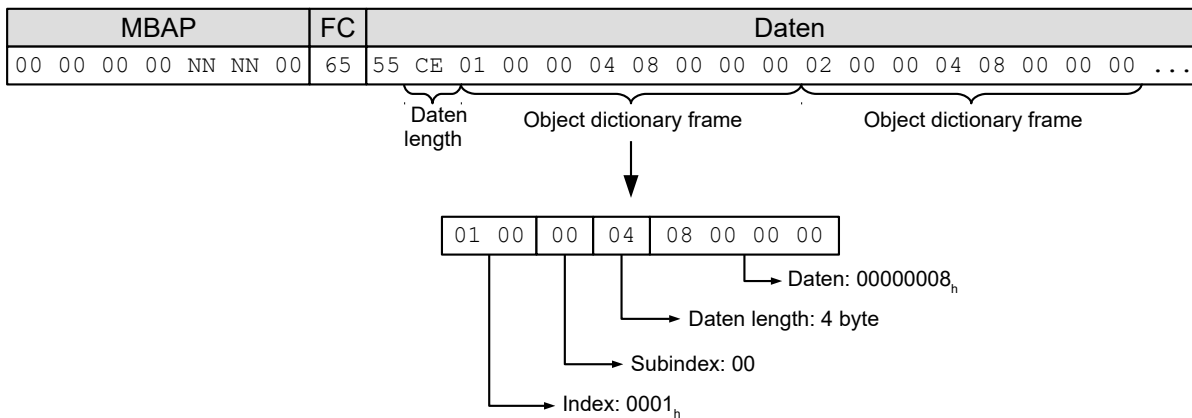 MBAP FC Daten
00 00 00 00 NN NN 00 65 55 CE 01 00 00 04 08 00 00 00 02 00 00 04 08 00 00 00 ...
Daten length Object dictionary frame Object dictionary frame
01 00 00 04 08 00 00 00
Daten: 00000008h
Daten length: 4 byte
Subindex: 00
Index: 0001h